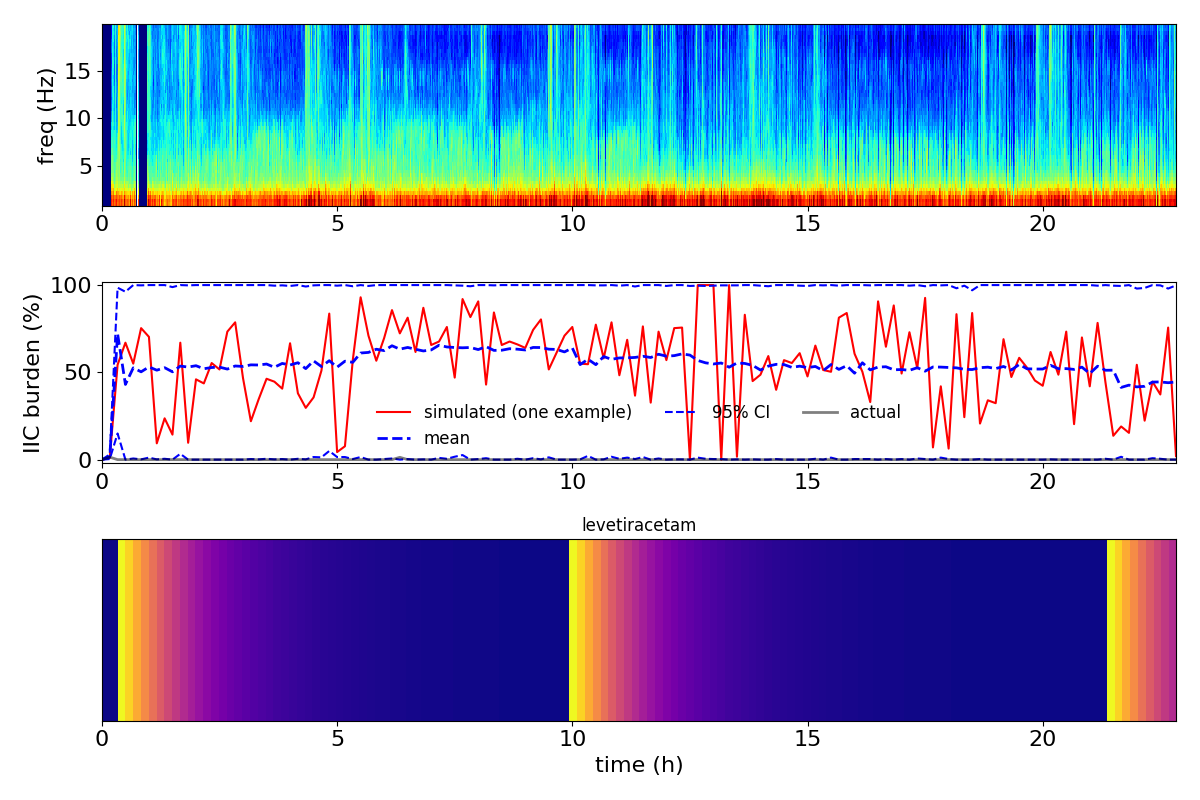 freq (Hz)
15
10
5
0 5 10 15 20
IIC burden (%)
100
50
0
simulated (one example) 95% CI actual
mean
0 5 10 15 20
levetiracetam
0 5 10 15 20
time (h)